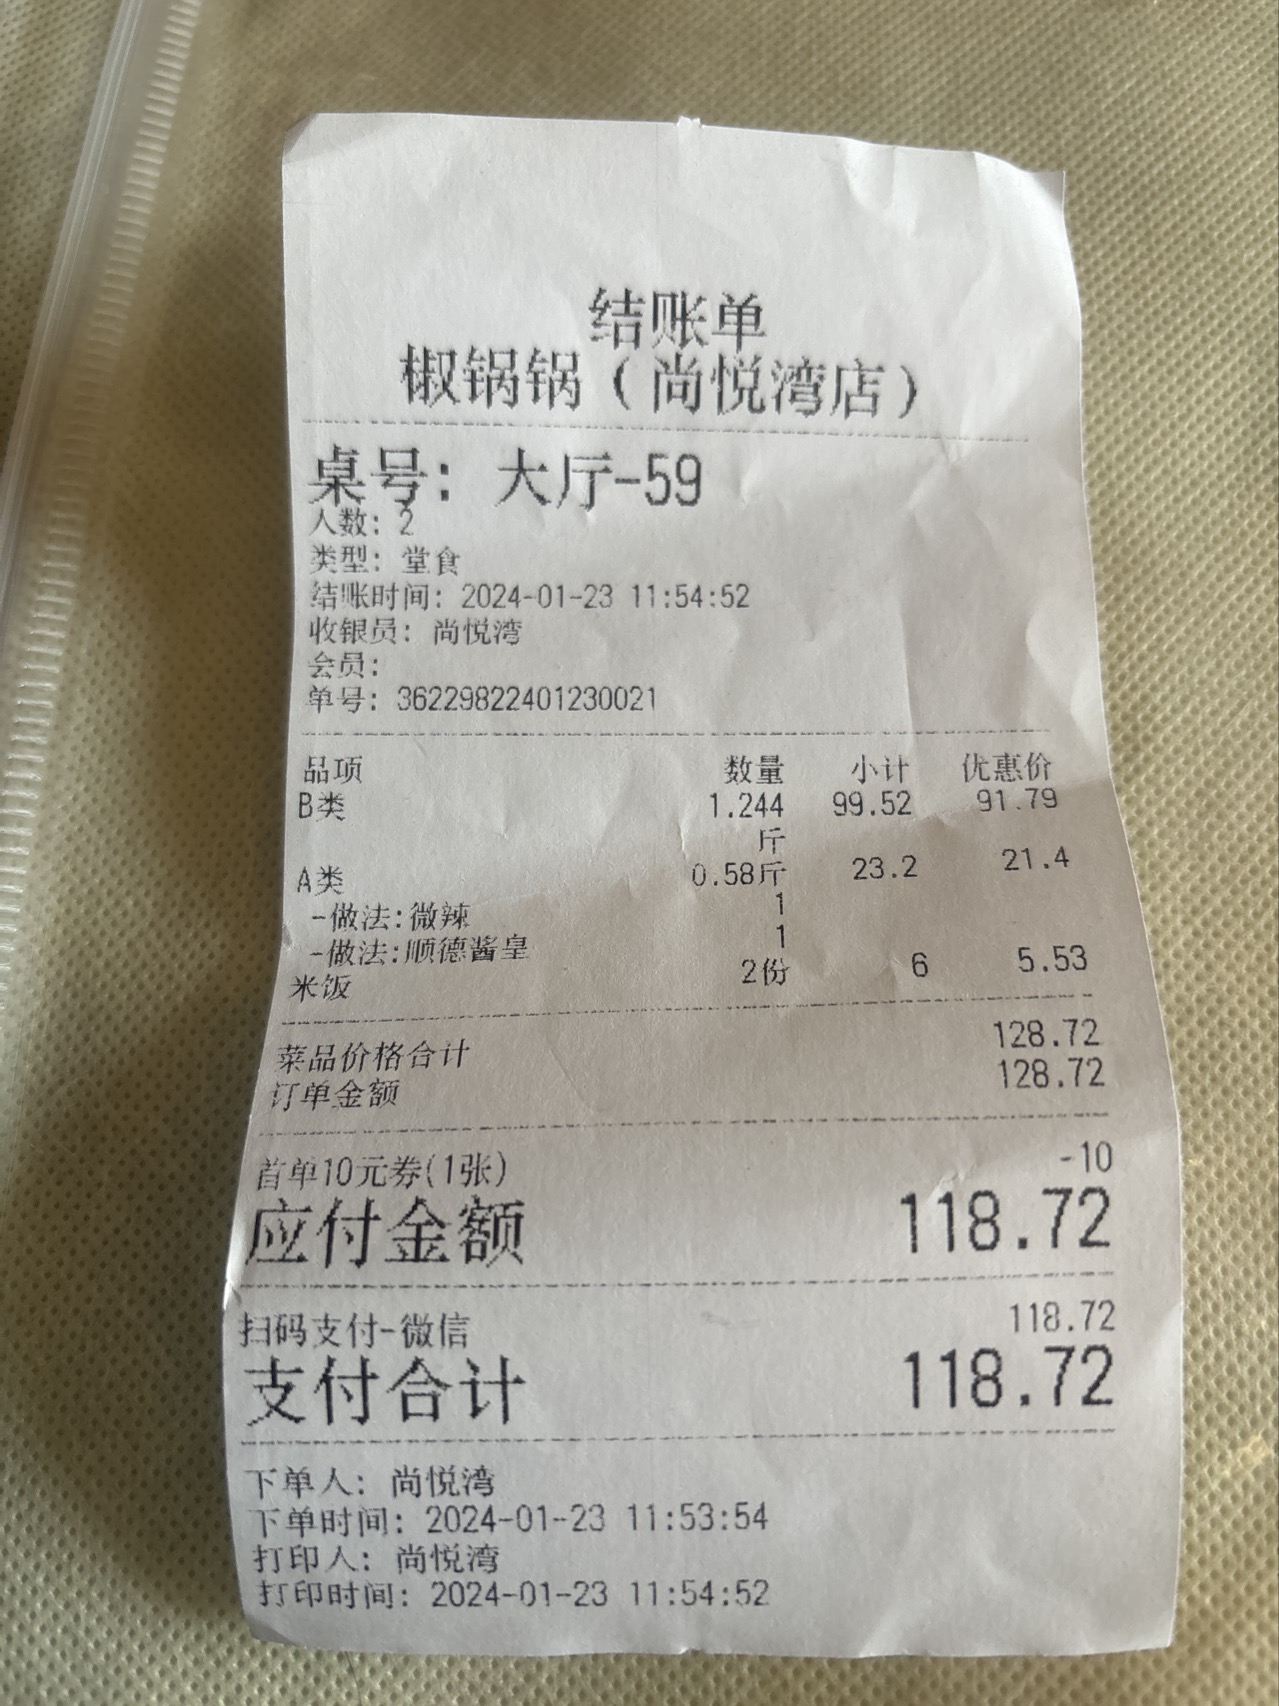 结账单
椒锅锅（尚悦湾店）
桌号：大厅-59
人数：2
类型：堂食
结账时间：2024-01-23 11:54:52
收银员：尚悦湾
会员：
单号：36229822401230021
品项 数量 小计 优惠价
B类 1.244 99.52 91.79
斤
A类 0.58斤 23.2 21.4
-做法:微辣 1
-做法:顺德酱皇 1
米饭 2份 6 5.53
菜品价格合计 128.72
订单金额 128.72
首单10元券(1张) -10
应付金额 118.72
扫码支付-微信 118.72
支付合计 118.72
下单人：尚悦湾
下单时间：2024-01-23 11:53:54
打印人：尚悦湾
打印时间：2024-01-23 11:54:52